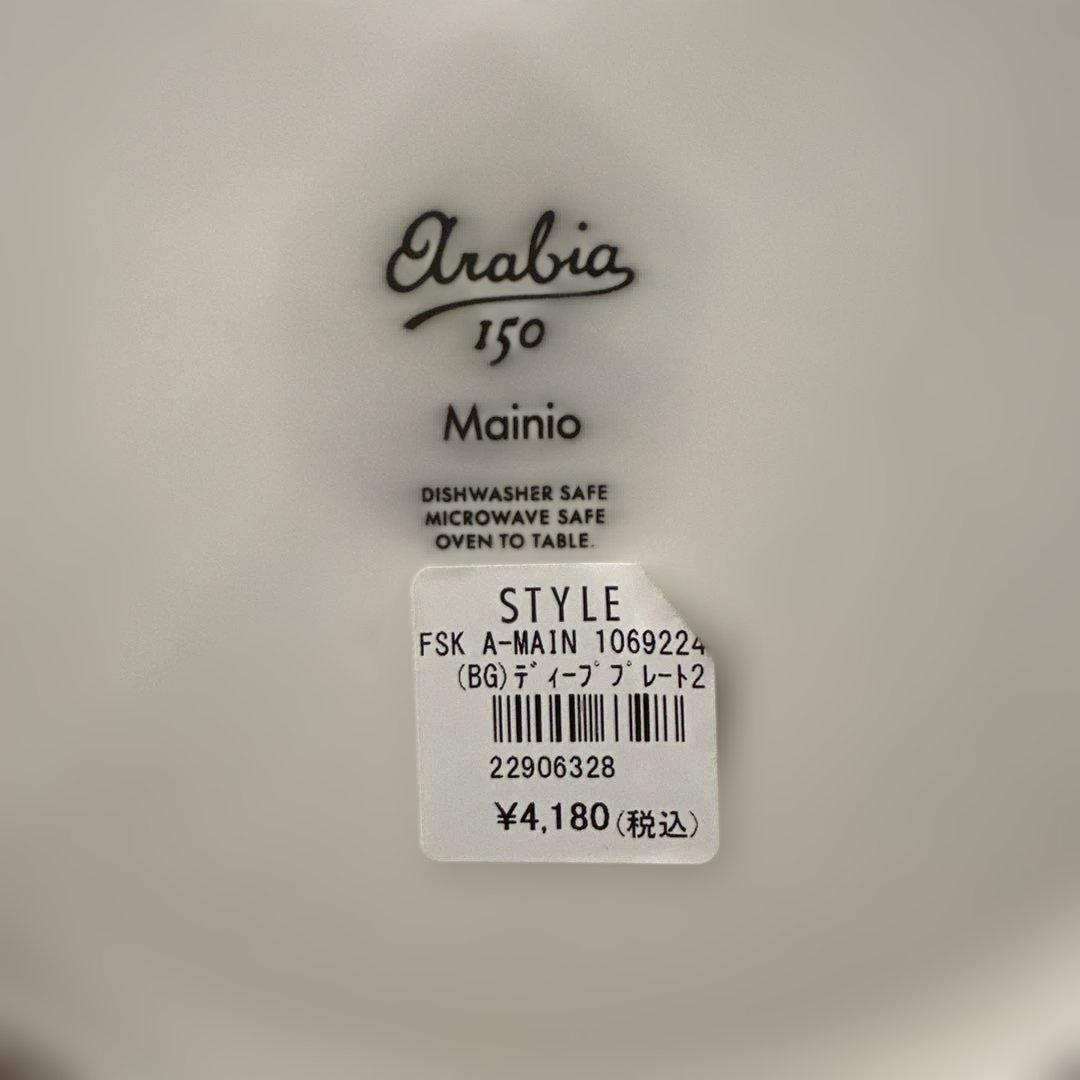 Arabia
150
Mainio
DISHWASHER SAFE
MICROWAVE SAFE
OVEN TO TABLE.
STYLE
FSK A-MAIN 1069224
(BG)ﾃﾞｨｰﾌﾟﾌﾟﾚｰﾄ2
22906328
¥4,180(税込)